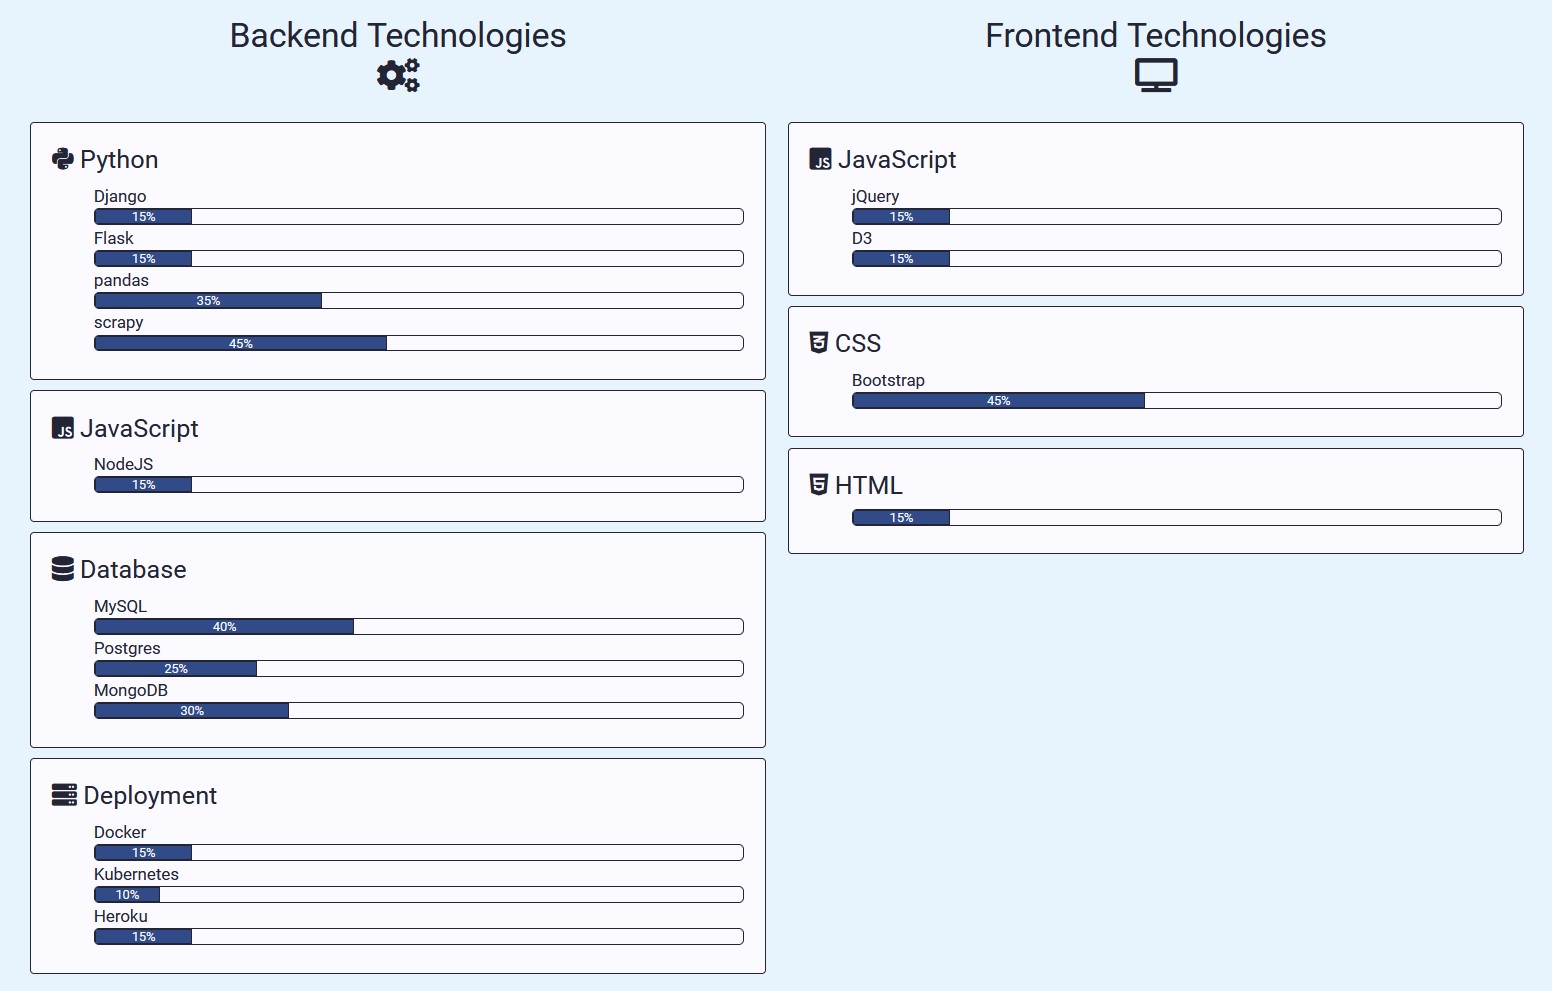 Backend Technologies
Python
Django
15%
Flask
15%
pandas
35%
scrapy
45%
JS JavaScript
NodeJS
15%
Database
MySQL
40%
Postgres
25%
MongoDB
30%
Deployment
Docker
15%
Kubernetes
10%
Heroku
15%
Frontend Technologies
JS JavaScript
jQuery
15%
D3
15%
3 CSS
Bootstrap
45%
5 HTML
15%